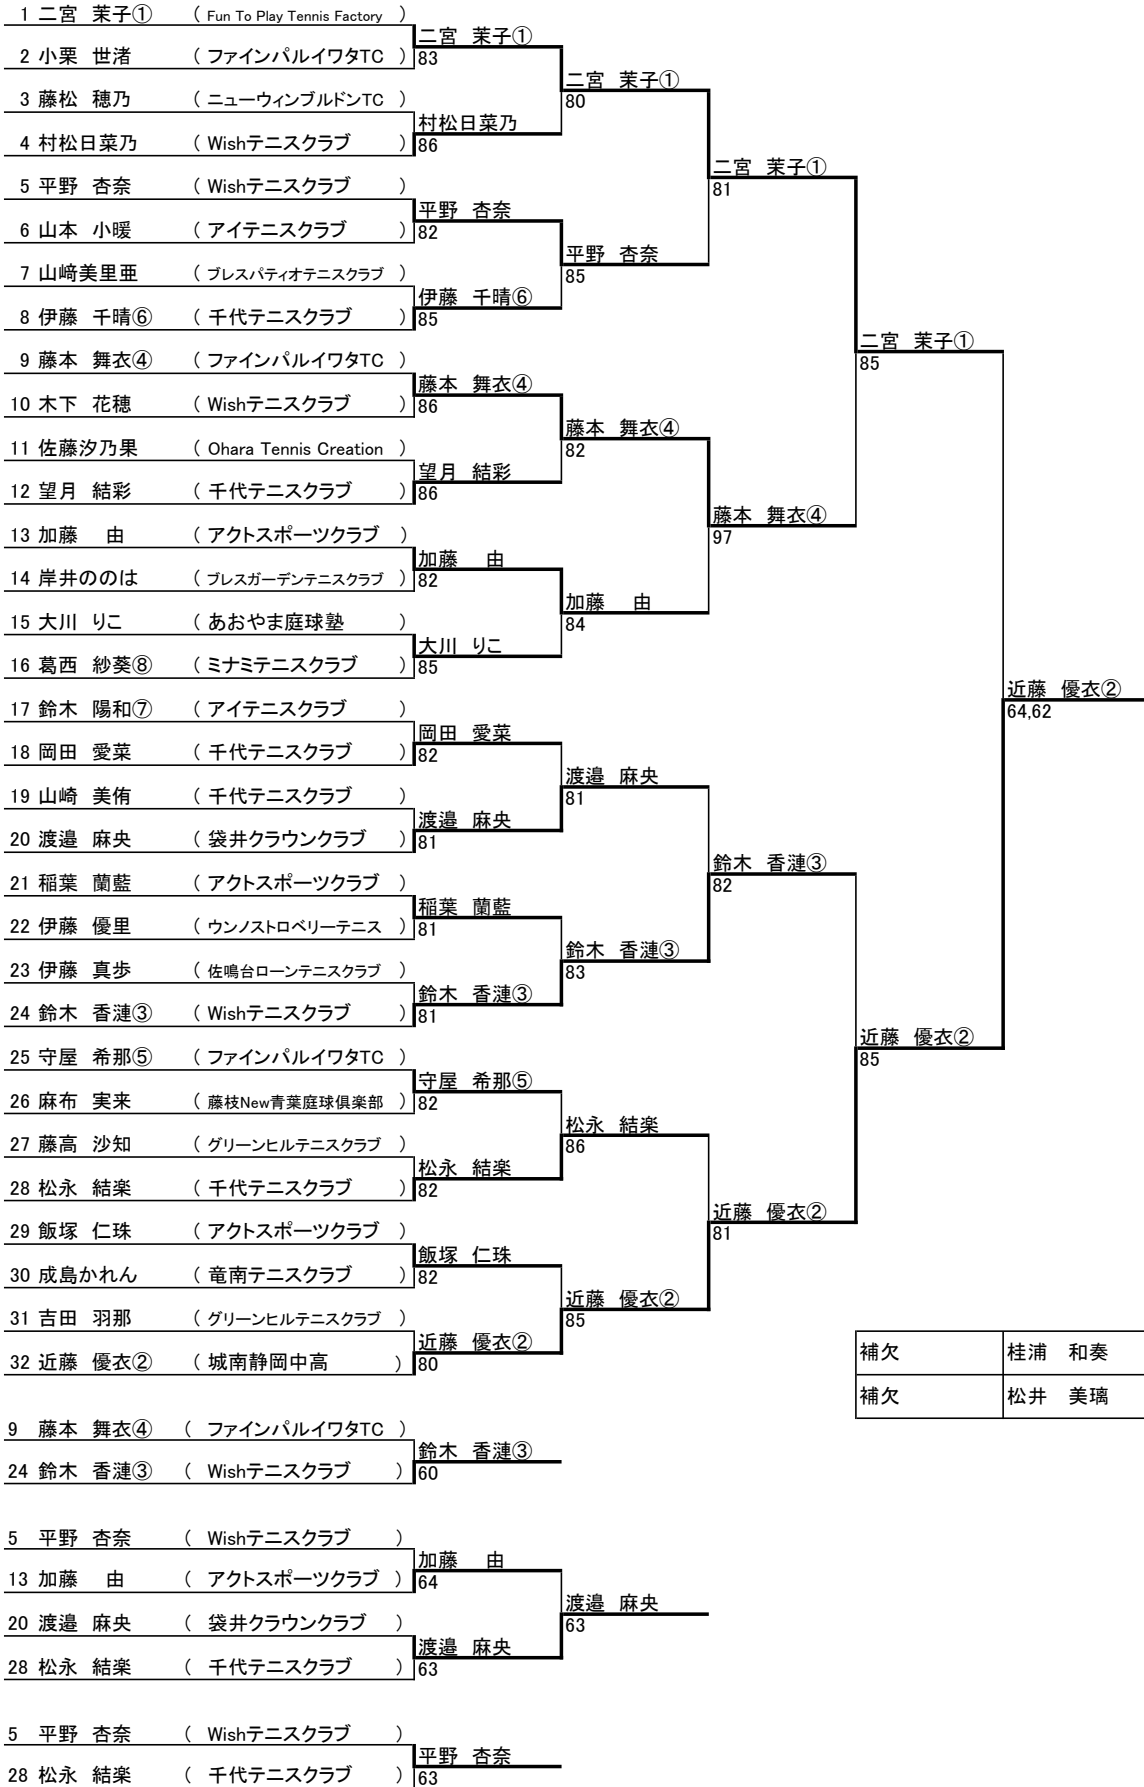 1 二宮 茉子① ( Fun To Play Tennis Factory )
二宮 茉子①
2 小栗 世渚 ( ファインパルイワタTC ) 83
二宮 茉子①
3 藤松 穂乃 ( ニューウィンブルドンTC ) 80
村松日菜乃
4 村松日菜乃 ( Wishテニスクラブ ) 86
二宮 茉子①
5 平野 杏奈 ( Wishテニスクラブ ) 81
平野 杏奈
6 山本 小暖 ( アイテニスクラブ ) 82
平野 杏奈
7 山﨑美里亜 ( ブレスパティオテニスクラブ ) 85
伊藤 千晴⑥
8 伊藤 千晴⑥ ( 千代テニスクラブ ) 85
二宮 茉子①
9 藤本 舞衣④ ( ファインパルイワタTC ) 85
藤本 舞衣④
10 木下 花穂 ( Wishテニスクラブ ) 86
藤本 舞衣④
11 佐藤汐乃果 ( Ohara Tennis Creation ) 82
望月 結彩
12 望月 結彩 ( 千代テニスクラブ ) 86
藤本 舞衣④
13 加藤 由 ( アクトスポーツクラブ ) 97
加藤 由
14 岸井ののは ( ブレスガーデンテニスクラブ ) 82
加藤 由
15 大川 りこ ( あおやま庭球塾 ) 84
大川 りこ
16 葛西 紗葵⑧ ( ミナミテニスクラブ ) 85
近藤 優衣②
17 鈴木 陽和⑦ ( アイテニスクラブ ) 64,62
岡田 愛菜
18 岡田 愛菜 ( 千代テニスクラブ ) 82
渡邉 麻央
19 山崎 美侑 ( 千代テニスクラブ ) 81
渡邉 麻央
20 渡邉 麻央 ( 袋井クラウンクラブ ) 81
鈴木 香漣③
21 稲葉 蘭藍 ( アクトスポーツクラブ ) 82
稲葉 蘭藍
22 伊藤 優里 ( ウンノストロベリーテニス ) 81
鈴木 香漣③
23 伊藤 真歩 ( 佐鳴台ローンテニスクラブ ) 83
鈴木 香漣③
24 鈴木 香漣③ ( Wishテニスクラブ ) 81
近藤 優衣②
25 守屋 希那⑤ ( ファインパルイワタTC ) 85
守屋 希那⑤
26 麻布 実来 ( 藤枝New青葉庭球倶楽部 ) 82
松永 結楽
27 藤高 沙知 ( グリーンヒルテニスクラブ ) 86
松永 結楽
28 松永 結楽 ( 千代テニスクラブ ) 82
近藤 優衣②
29 飯塚 仁珠 ( アクトスポーツクラブ ) 81
飯塚 仁珠
30 成島かれん ( 竜南テニスクラブ ) 82
近藤 優衣②
31 吉田 羽那 ( グリーンヒルテニスクラブ ) 85
近藤 優衣②
32 近藤 優衣② ( 城南静岡中高 ) 80
補欠 桂浦 和奏
補欠 松井 美璃
9 藤本 舞衣④ ( ファインパルイワタTC )
鈴木 香漣③
24 鈴木 香漣③ ( Wishテニスクラブ ) 60
5 平野 杏奈 ( Wishテニスクラブ )
加藤 由
13 加藤 由 ( アクトスポーツクラブ ) 64
渡邉 麻央
20 渡邉 麻央 ( 袋井クラウンクラブ ) 63
渡邉 麻央
28 松永 結楽 ( 千代テニスクラブ ) 63
5 平野 杏奈 ( Wishテニスクラブ )
平野 杏奈
28 松永 結楽 ( 千代テニスクラブ ) 63